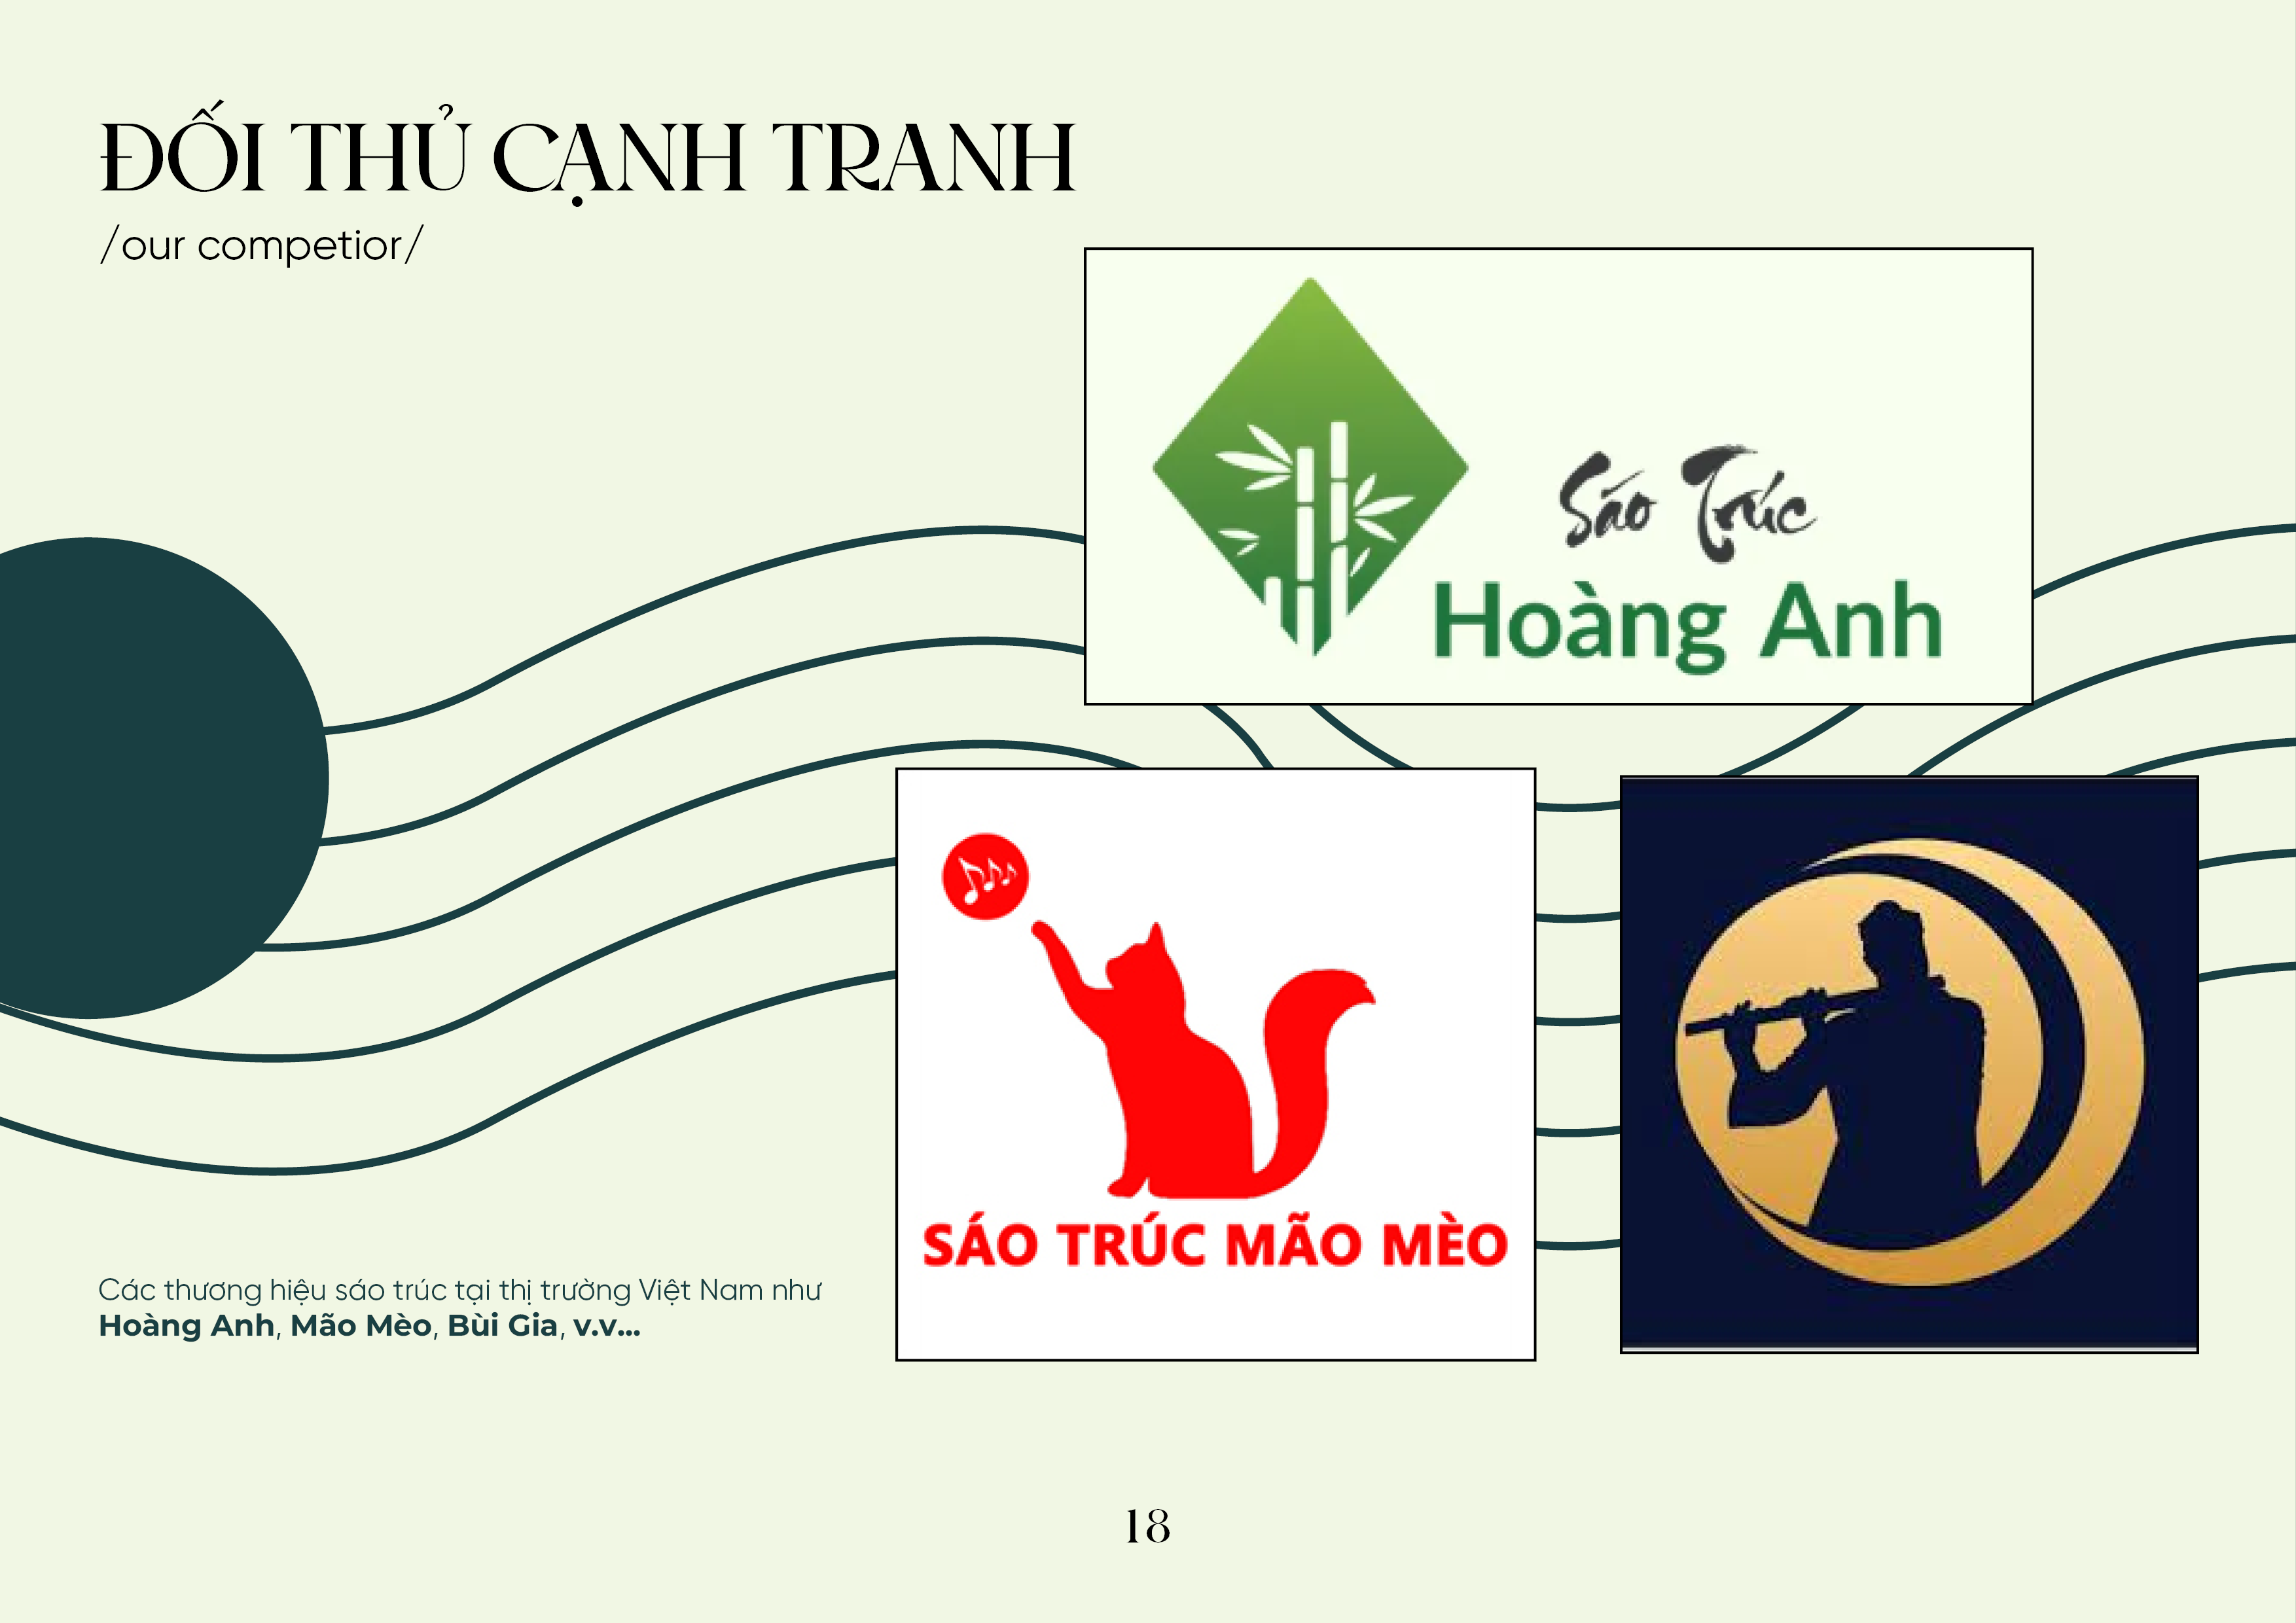 ĐỐI THỦ CẠNH TRANH
/our competior/
Sáo Trúc
Hoàng Anh
SÁO TRÚC MÃO MÈO
Các thương hiệu sáo trúc tại thị trường Việt Nam như
Hoàng Anh, Mão Mèo, Bùi Gia, v.v...
18